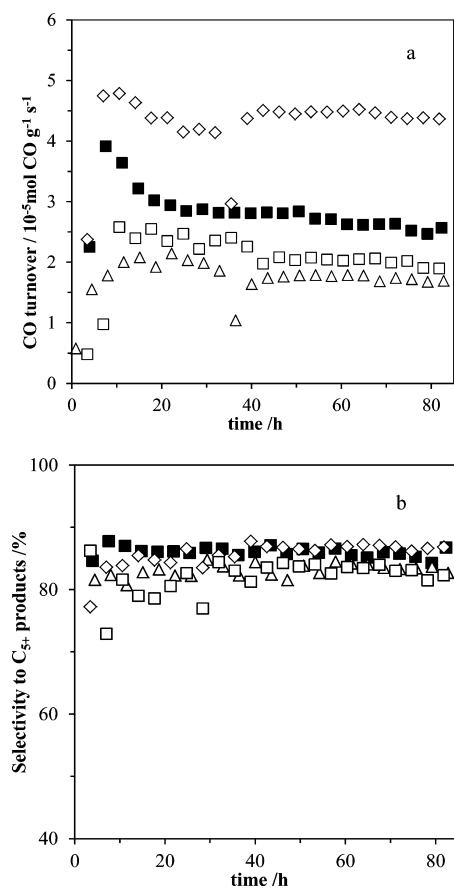 a
6
5
4
3
2
1
0
CO turnover / 10⁻⁵mol CO g⁻¹ s⁻¹
0 20 40 60 80
time /h
b
100
80
60
40
Selectivity to C₅₊ products /%
0 20 40 60 80
time /h